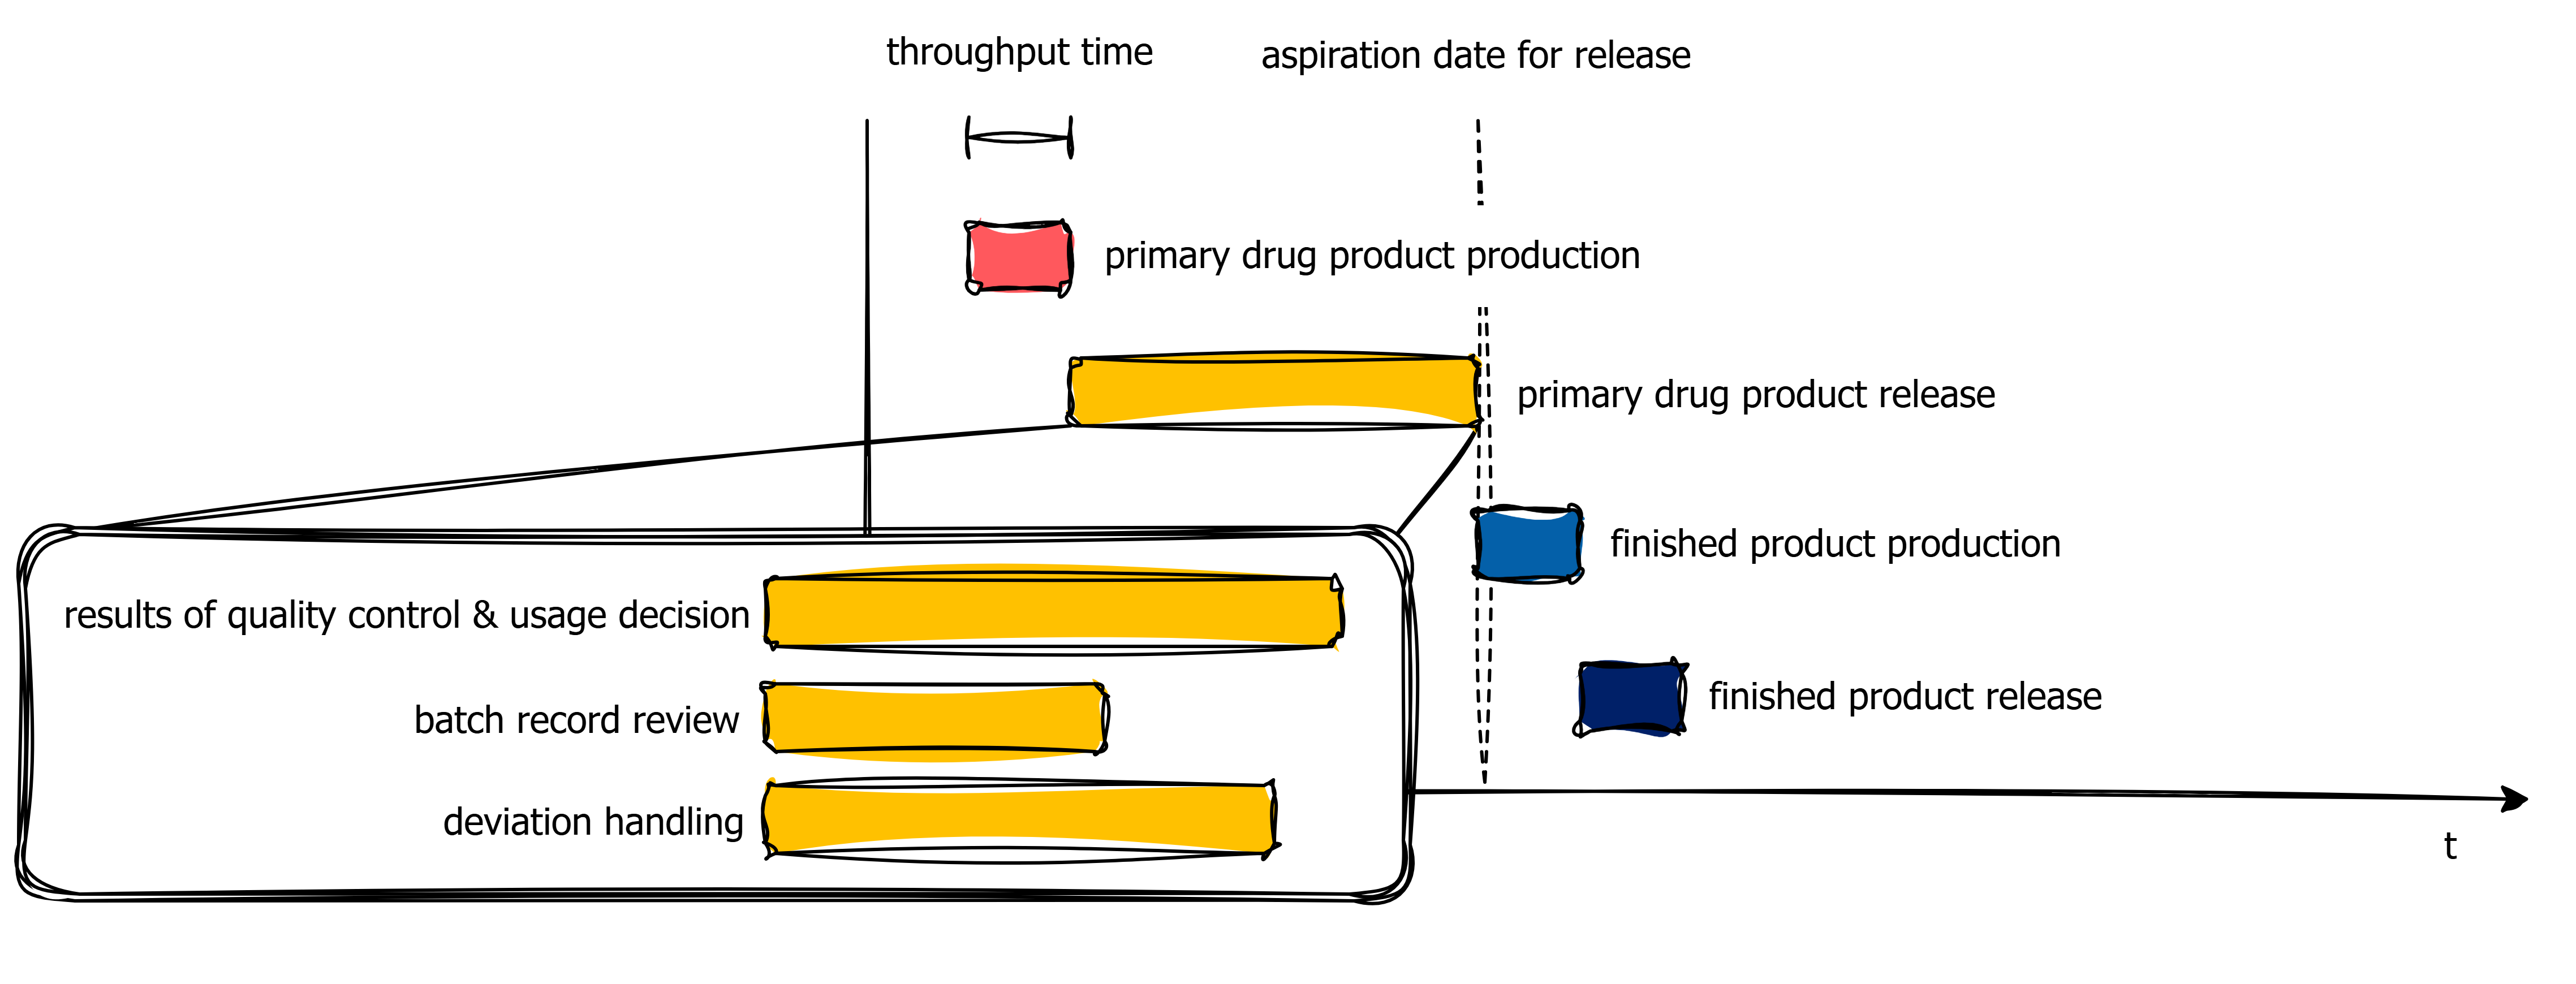 throughput time
aspiration date for release
primary drug product production
primary drug product release
finished product production
results of quality control & usage decision
finished product release
batch record review
deviation handling
t